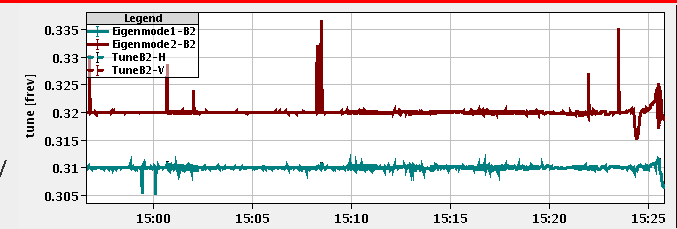 Legend
Eigenmode1-B2
Eigenmode2-B2
TuneB2-H
TuneB2-V
tune [frev]
0.335
0.33
0.325
0.32
0.315
0.31
0.305
15:00 15:05 15:10 15:15 15:20 15:25